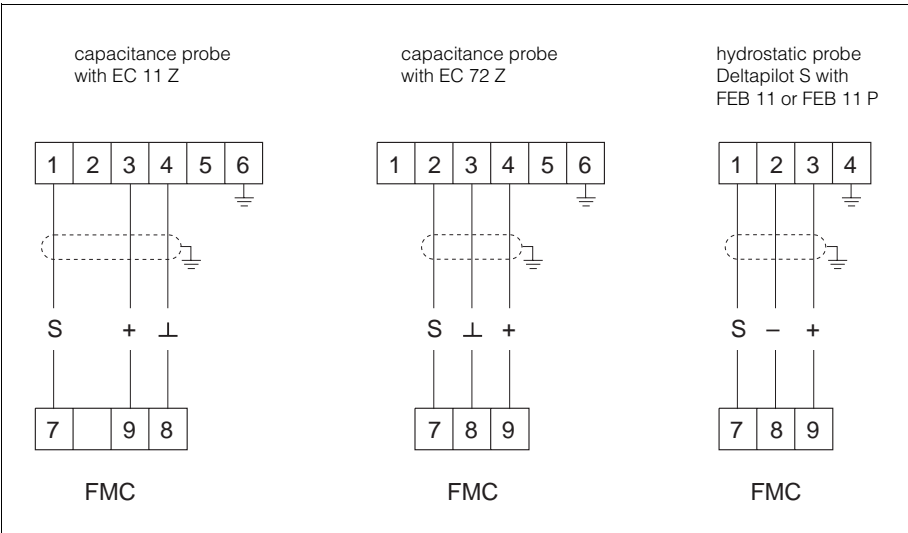 capacitance probe
with EC 11 Z
1 2 3 4 5 6
S + ⊥
7 9 8
FMC
capacitance probe
with EC 72 Z
1 2 3 4 5 6
S ⊥ +
7 8 9
FMC
hydrostatic probe
Deltapilot S with
FEB 11 or FEB 11 P
1 2 3 4
S – +
7 8 9
FMC